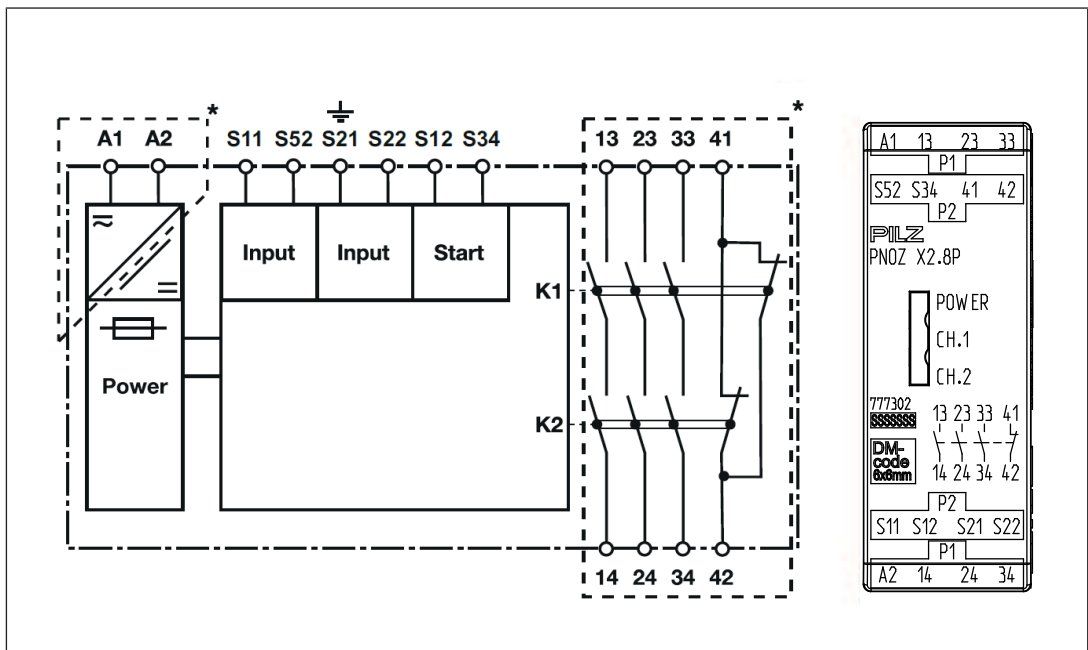 *
*
A1 A2 S11 S52 S21 S22 S12 S34 13 23 33 41
Input Input Start
K1
Power
K2
14 24 34 42
A1 13 23 33
P1
S52 S34 41 42
P2
PILZ
PNOZ X2.8P
POWER
CH.1
CH.2
777302
$$$$$$$
13 23 33 41
DM-
code
6x6mm
14 24 34 42
P2
S11 S12 S21 S22
P1
A2 14 24 34